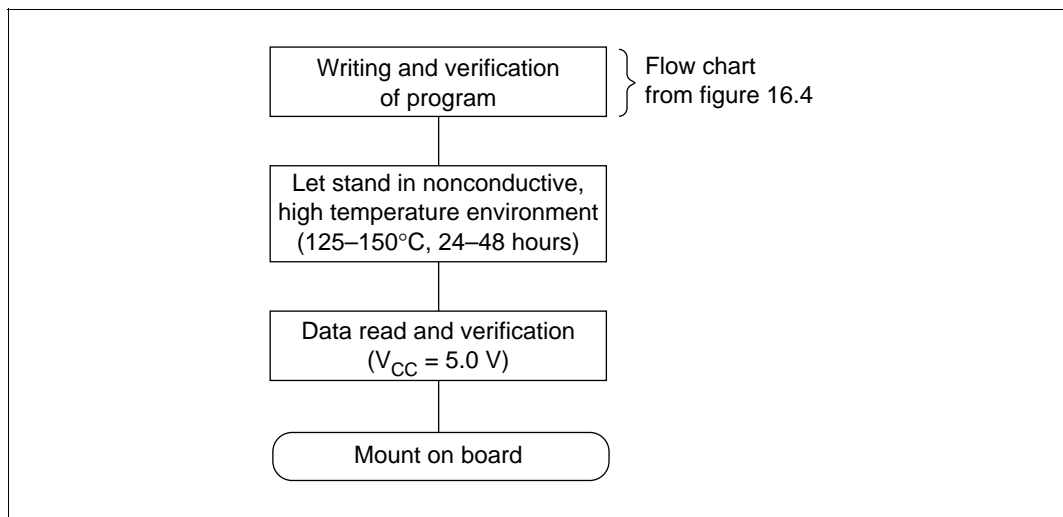 Writing and verification
of program
Flow chart
from figure 16.4
Let stand in nonconductive,
high temperature environment
(125–150°C, 24–48 hours)
Data read and verification
(VCC = 5.0 V)
Mount on board